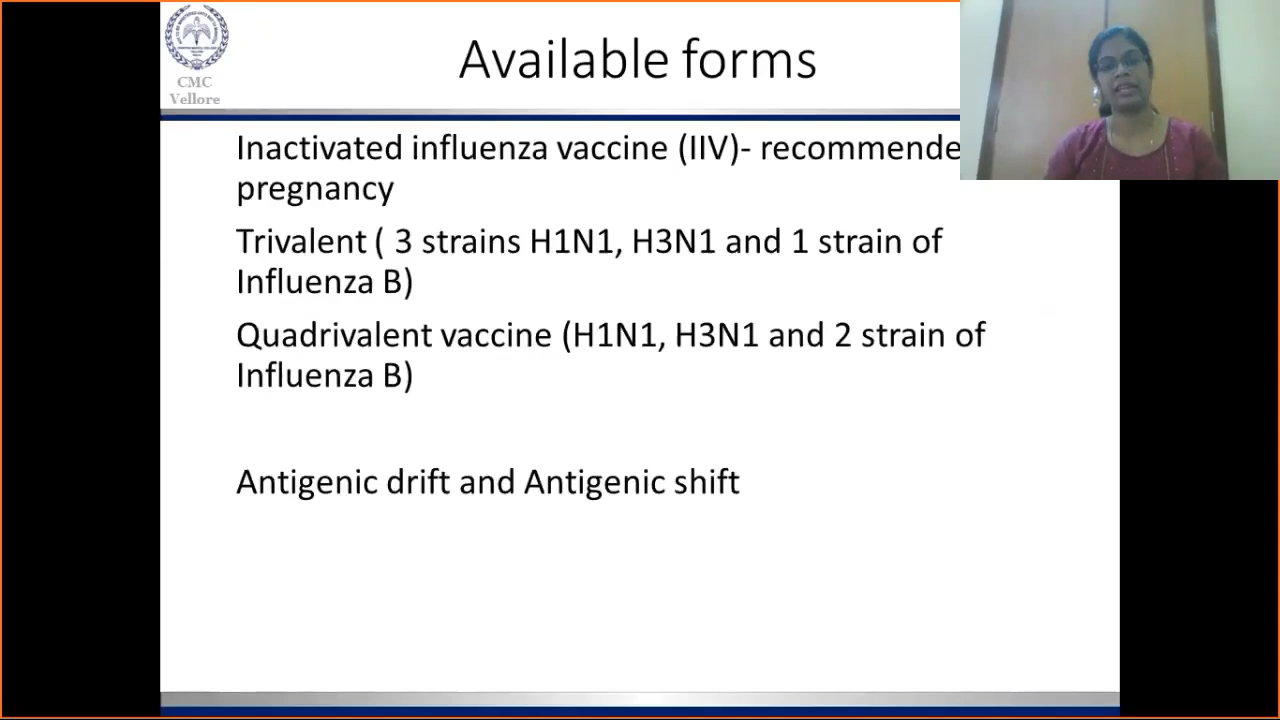 Available forms
CMC
Vellore
Inactivated influenza vaccine (IIV)- recommende
pregnancy
Trivalent ( 3 strains H1N1, H3N1 and 1 strain of
Influenza B)
Quadrivalent vaccine (H1N1, H3N1 and 2 strain of
Influenza B)
Antigenic drift and Antigenic shift